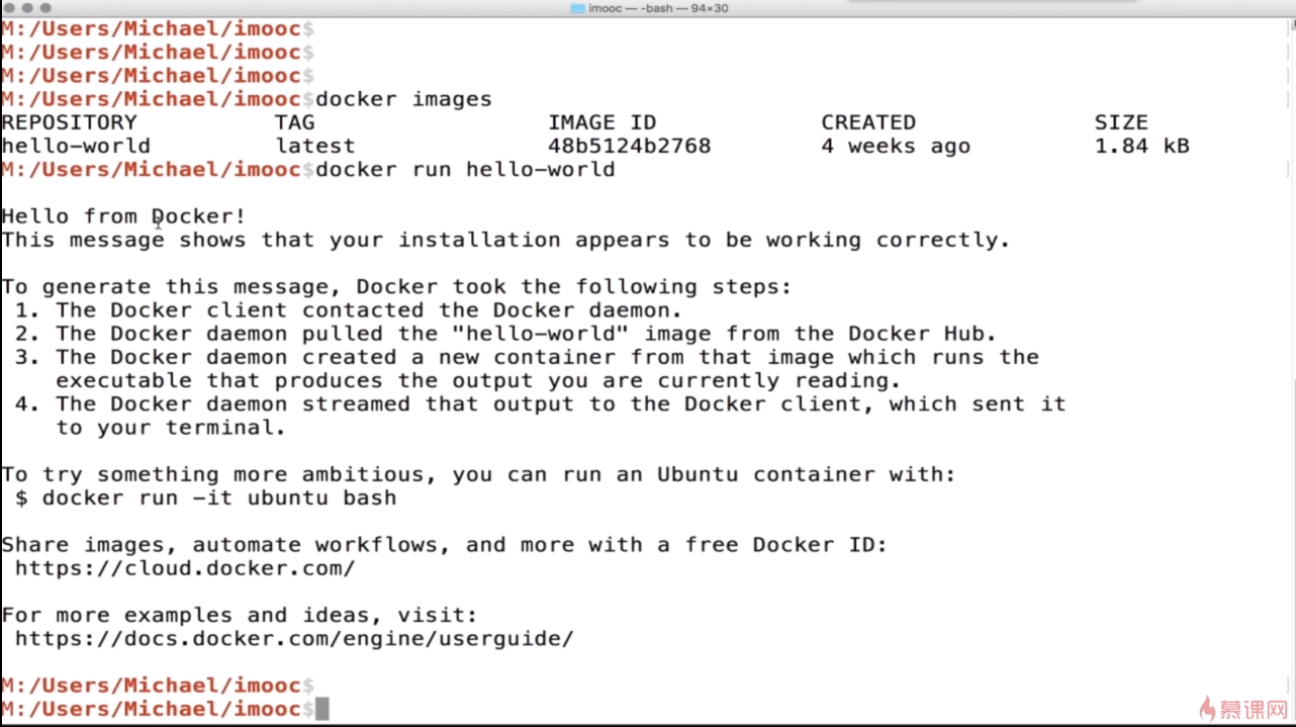 imooc — -bash — 94×30
M:/Users/Michael/imooc$
M:/Users/Michael/imooc$
M:/Users/Michael/imooc$
M:/Users/Michael/imooc$docker images
REPOSITORY TAG IMAGE ID CREATED SIZE
hello-world latest 48b5124b2768 4 weeks ago 1.84 kB
M:/Users/Michael/imooc$docker run hello-world
Hello from Docker!
This message shows that your installation appears to be working correctly.
To generate this message, Docker took the following steps:
1. The Docker client contacted the Docker daemon.
2. The Docker daemon pulled the "hello-world" image from the Docker Hub.
3. The Docker daemon created a new container from that image which runs the
executable that produces the output you are currently reading.
4. The Docker daemon streamed that output to the Docker client, which sent it
to your terminal.
To try something more ambitious, you can run an Ubuntu container with:
$ docker run -it ubuntu bash
Share images, automate workflows, and more with a free Docker ID:
https://cloud.docker.com/
For more examples and ideas, visit:
https://docs.docker.com/engine/userguide/
M:/Users/Michael/imooc$
M:/Users/Michael/imooc$
慕课网